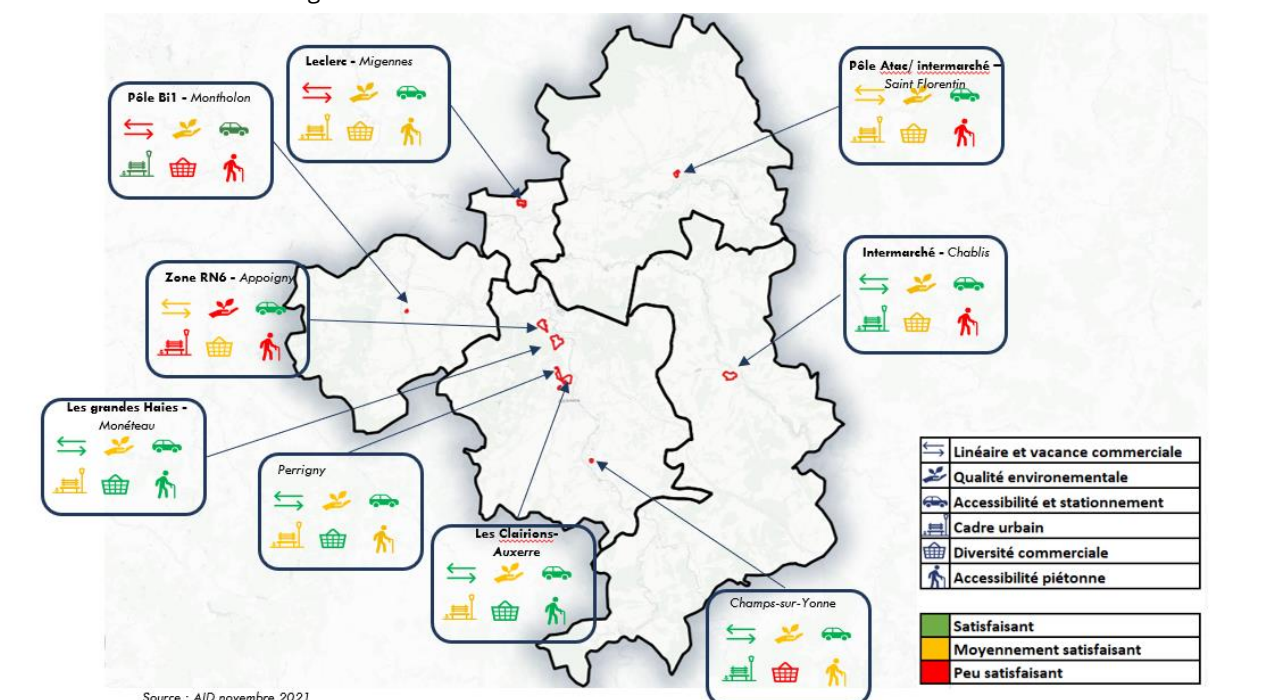 Leclerc - Migennes
Pôle Atac/ intermarché –
Saint Florentin
Pôle Bi1 - Montholon
Intermarché - Chablis
Zone RN6 - Appoigny
Les grandes Haies -
Monéteau
Perrigny
Les Clairions-
Auxerre
Champs-sur-Yonne
Linéaire et vacance commerciale
Qualité environementale
Accessibilité et stationnement
Cadre urbain
Diversité commerciale
Accessibilité piétonne
Satisfaisant
Moyennement satisfaisant
Peu satisfaisant
Source : AID novembre 2021